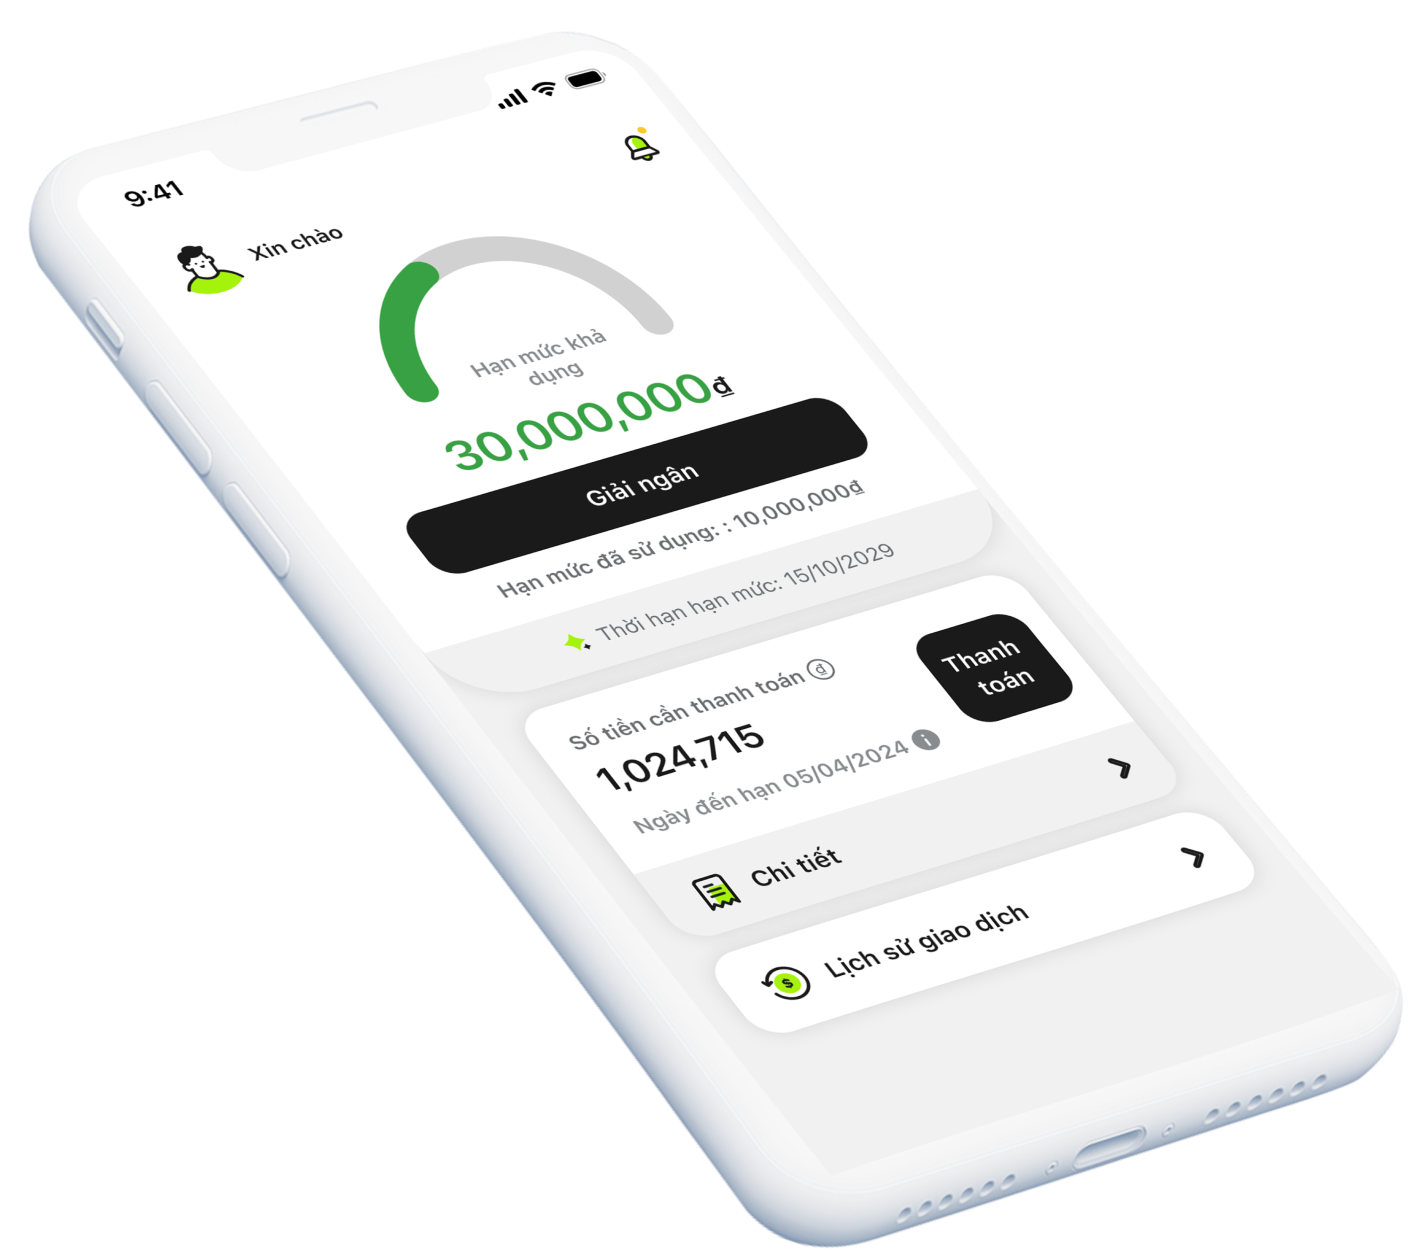 9:41
Xin chào
Hạn mức khả
dụng
30,000,000₫
Giải ngân
Hạn mức đã sử dụng: : 10,000,000₫
Thời hạn hạn mức: 15/10/2029
Số tiền cần thanh toán ₫
1,024,715
Ngày đến hạn 05/04/2024 i
Thanh
toán
Chi tiết
$ Lịch sử giao dịch